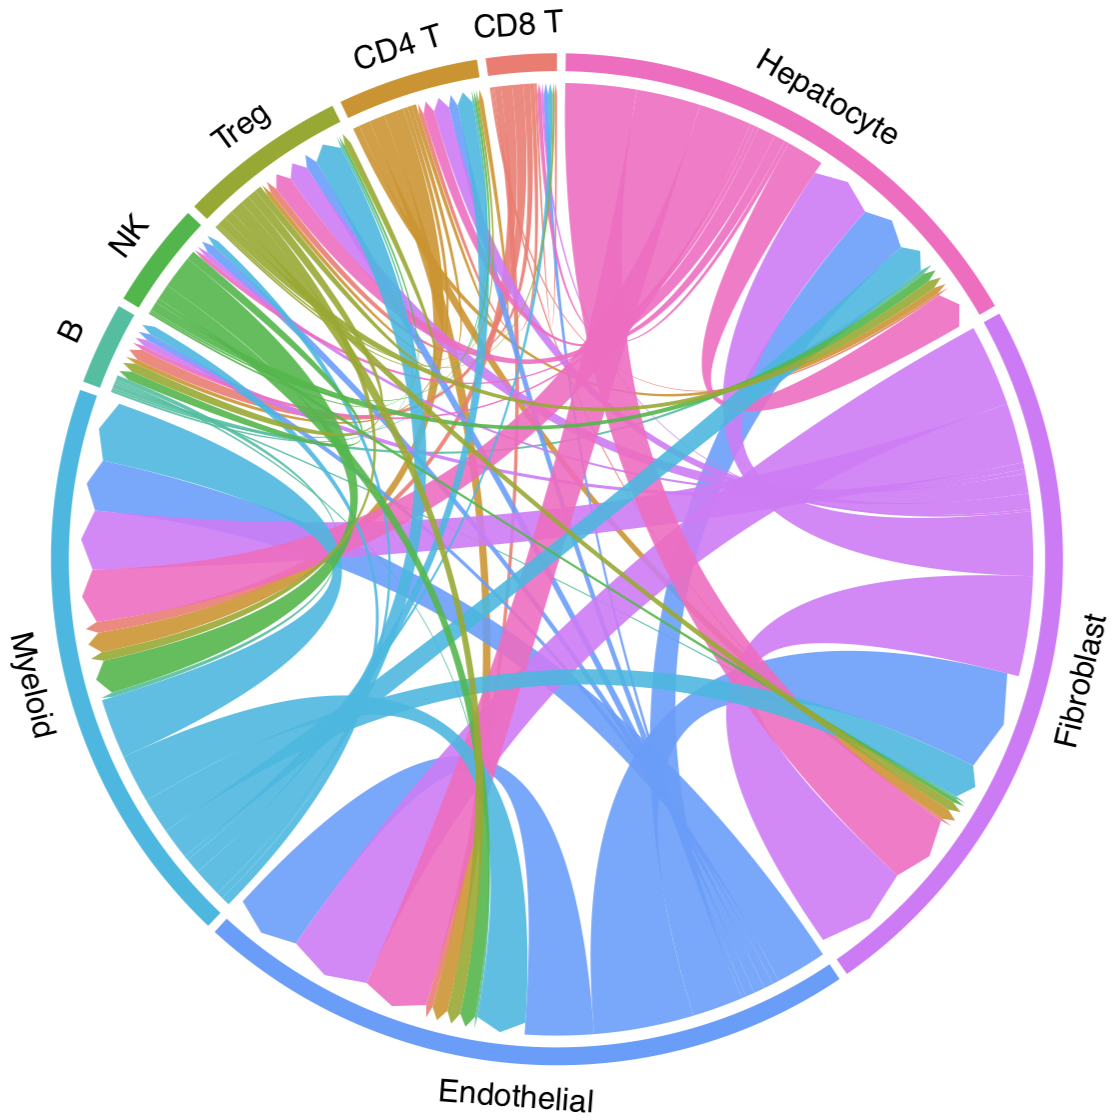 CD8 T
Hepatocyte
CD4 T
Treg
NK
B
Myeloid
Fibroblast
Endothelial